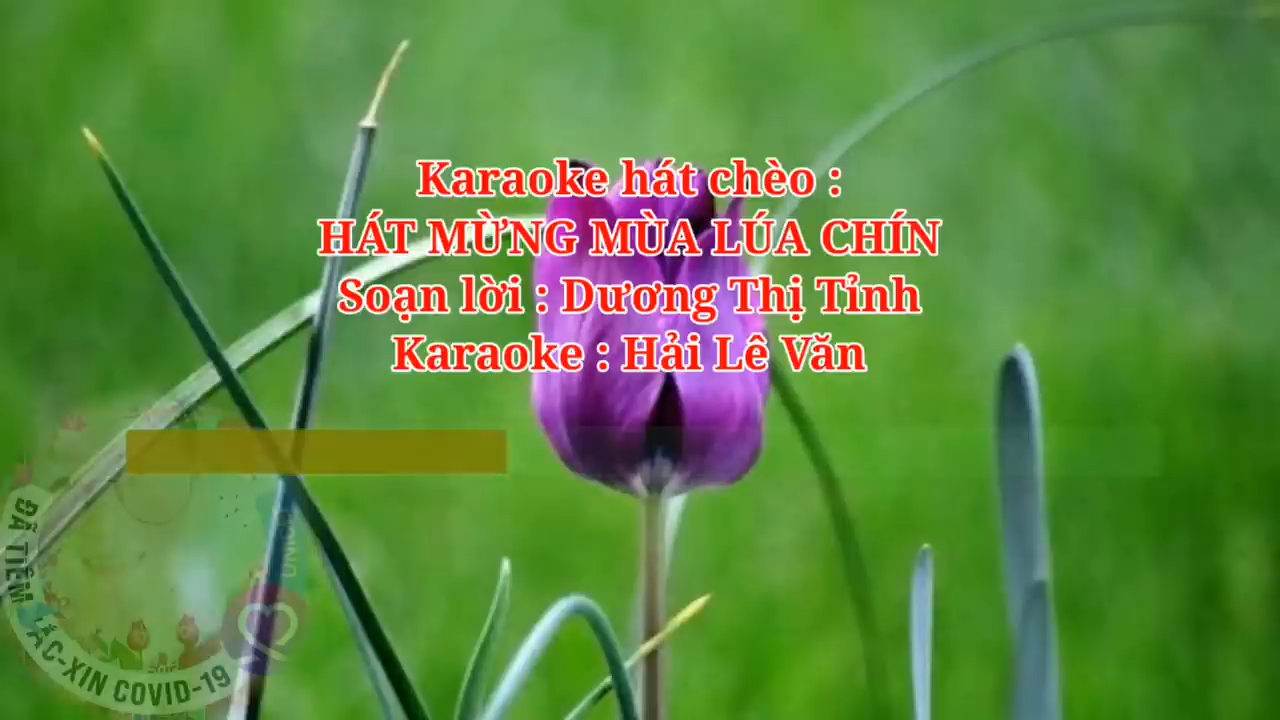 Karaoke hát chèo :
HÁT MỪNG MÙA LÚA CHÍN
Soạn lời : Dương Thị Tỉnh
Karaoke : Hải Lê Văn
ĐÃ TIÊM ẮC-XIN COVID-19